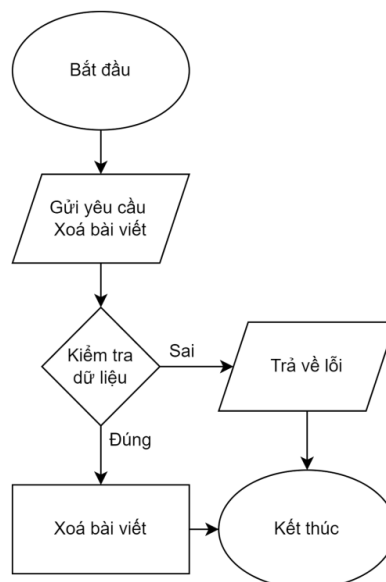 Bắt đầu
Gửi yêu cầu
Xoá bài viết
Kiểm tra
dữ liệu
Sai
Trả về lỗi
Đúng
Xoá bài viết
Kết thúc